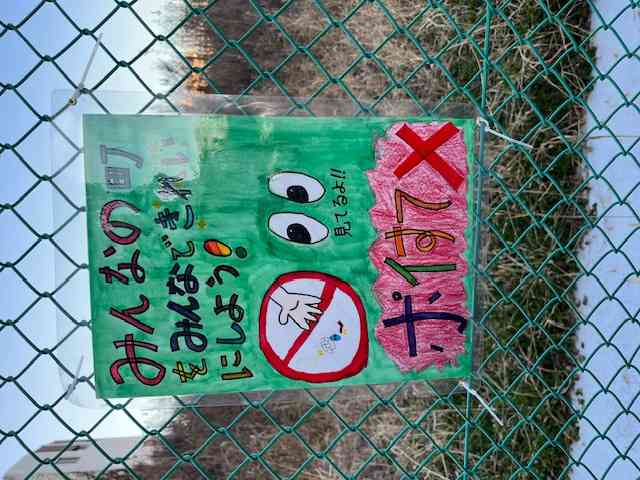 みんなの町
をみんなできれい
にしよう!
見てるよ!!
ポイすて